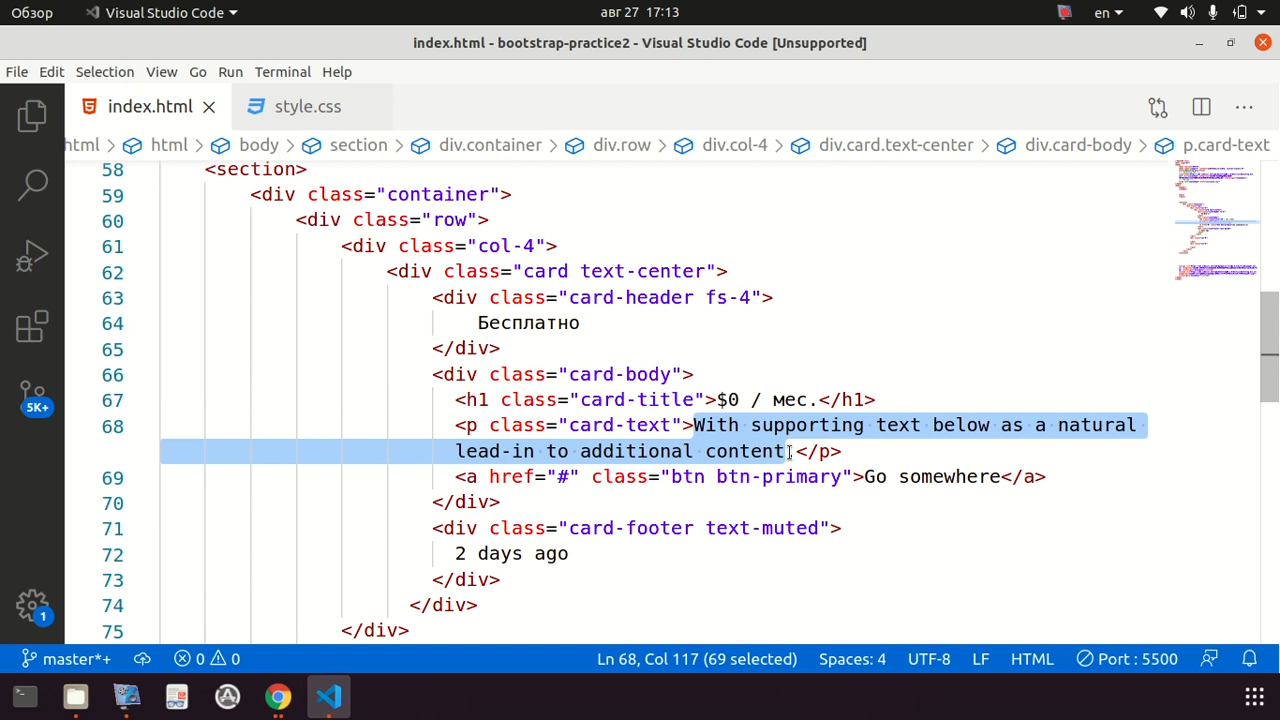 Обзор Visual Studio Code авг 27 17:13 en
index.html - bootstrap-practice2 - Visual Studio Code [Unsupported]
File Edit Selection View Go Run Terminal Help
index.html style.css
html html body section div.container div.row div.col-4 div.card.text-center div.card-body p.card-text
58 <section>
59 <div class="container">
60 <div class="row">
61 <div class="col-4">
62 <div class="card text-center">
63 <div class="card-header fs-4">
64 Бесплатно
65 </div>
66 <div class="card-body">
67 <h1 class="card-title">$0 / мес.</h1>
68 <p class="card-text">With supporting text below as a natural
lead-in to additional content.</p>
69 <a href="#" class="btn btn-primary">Go somewhere</a>
70 </div>
71 <div class="card-footer text-muted">
72 2 days ago
73 </div>
74 </div>
75 </div>
5K+
1
master*+ 0 0 Ln 68, Col 117 (69 selected) Spaces: 4 UTF-8 LF HTML Port : 5500